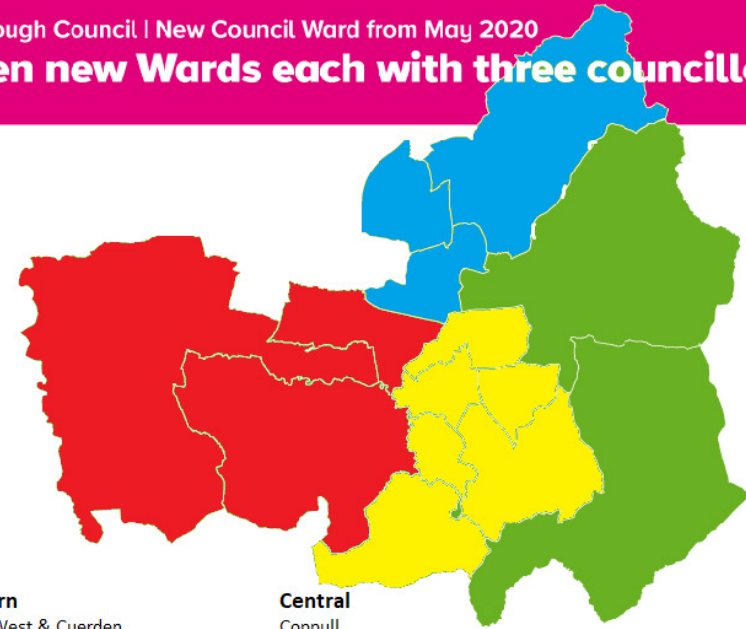 ough Council | New Council Ward from May 2020
en new Wards each with three councill
rn
West & Cuerden
Central
Coppull